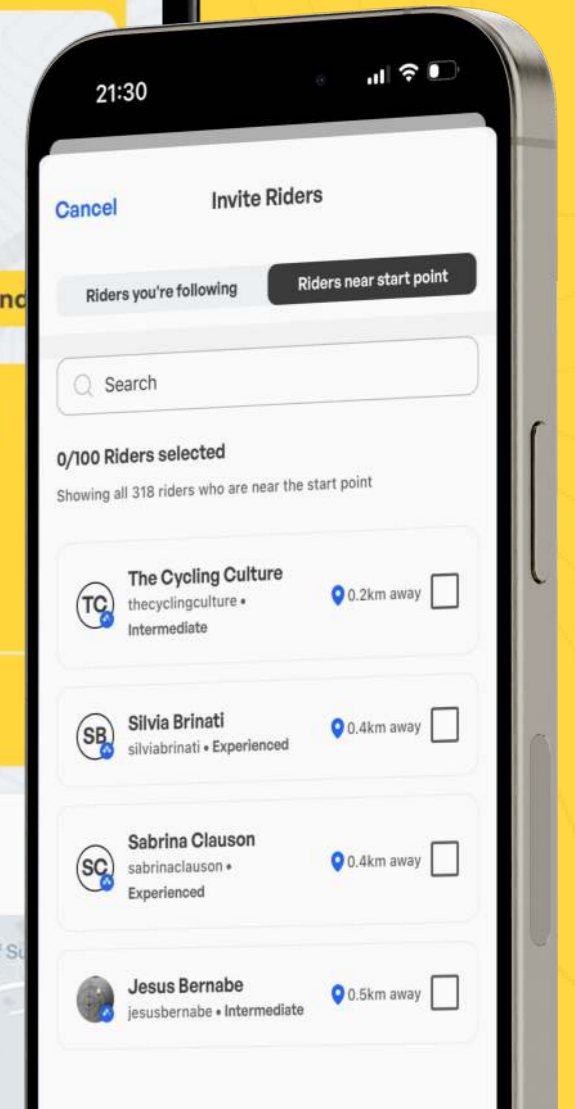 21:30
Cancel
Invite Riders
Riders you're following
Riders near start point
Search
0/100 Riders selected
Showing all 318 riders who are near the start point
TC
The Cycling Culture
thecyclingculture •
Intermediate
0.2km away
SB
Silvia Brinati
silviabrinati • Experienced
0.4km away
SC
Sabrina Clauson
sabrinaclauson •
Experienced
0.4km away
Jesus Bernabe
jesusbernabe • Intermediate
0.5km away